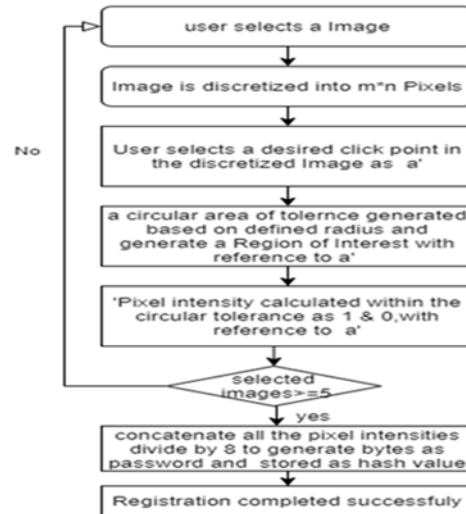 user selects a Image
Image is discretized into m*n Pixels
No
User selects a desired click point in
the discretized Image as a'
a circular area of tolernce generated
based on defined radius and
generate a Region of Interest with
reference to a'
'Pixel intensity calculated within the
circular tolerance as 1 & 0,with
reference to a'
selected
images>=5
yes
concatenate all the pixel intensities
divide by 8 to generate bytes as
password and stored as hash value
Registration completed successfuly